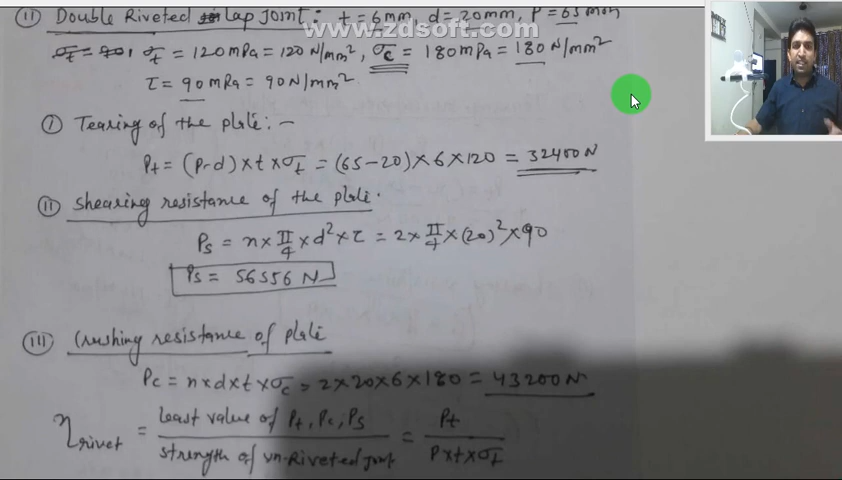 (ii) Double Riveted Lap Joint: t = 6mm, d = 20mm, P = 65 mm
www.zdsoft.com
σt = 120 mPa = 120 N/mm², σc = 180 mPa = 180 N/mm²
τ = 90 mPa = 90 N/mm²
(i) Tearing of the plate: -
Pt = (P-d) × t × σt = (65-20) × 6 × 120 = 32400 N
(ii) shearing resistance of the plate.
Ps = n × π/4 × d² × τ = 2 × π/4 × (20)² × 90
Ps = 56556 N
(iii) Crushing resistance of plate
Pc = n×d×t×σc = 2×20×6×180 = 43200 N
ηrivet = least value of Pt, Pc, Ps / strength of un-Riveted joint = Pt / P×t×σt